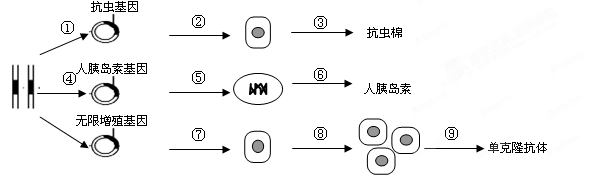 抗虫基因
① ② ③ 抗虫棉
人胰岛素基因
④ ⑤ ⑥ 人胰岛素
无限增殖基因
⑦ ⑧ ⑨ 单克隆抗体